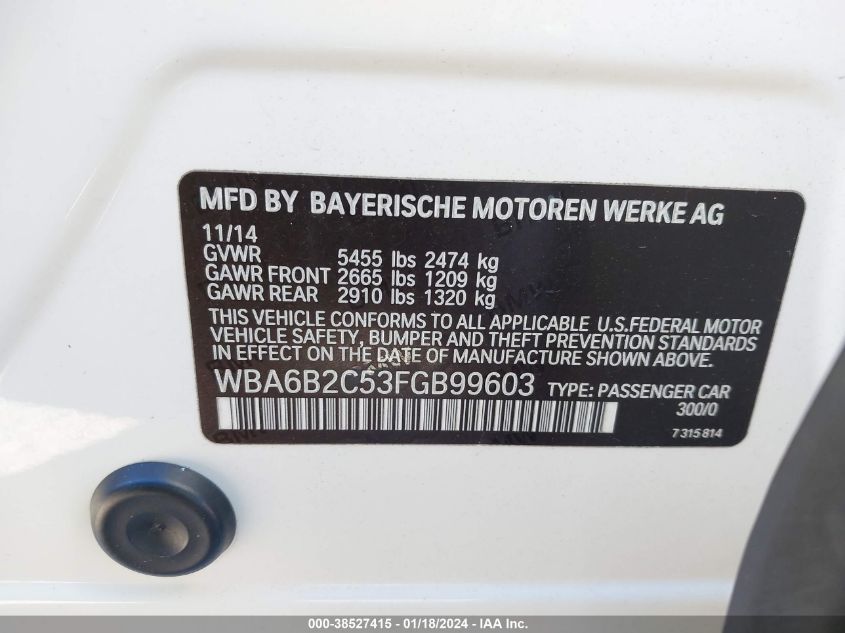 MFD BY BAYERISCHE MOTOREN WERKE AG
11/14
GVWR 5455 lbs 2474 kg
GAWR FRONT 2665 lbs 1209 kg
GAWR REAR 2910 lbs 1320 kg
THIS VEHICLE CONFORMS TO ALL APPLICABLE U.S.FEDERAL MOTOR
VEHICLE SAFETY, BUMPER AND THEFT PREVENTION STANDARDS
IN EFFECT ON THE DATE OF MANUFACTURE SHOWN ABOVE.
WBA6B2C53FGB99603 TYPE: PASSENGER CAR
300/0
7 315 814
000-38527415 - 01/18/2024 - IAA, Inc.